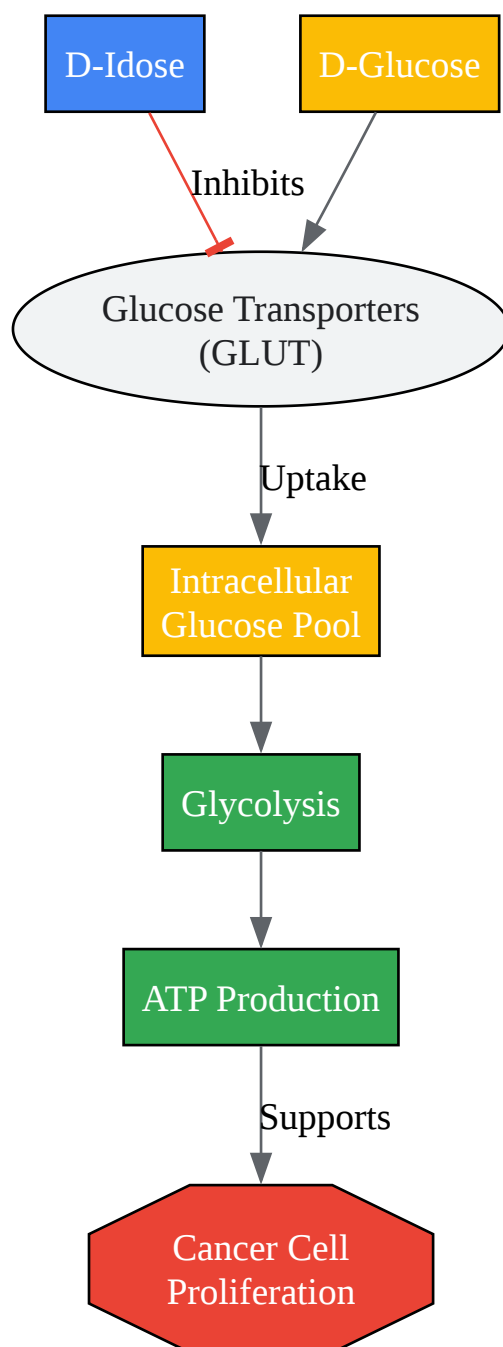 D-Idose
D-Glucose
Inhibits
Glucose Transporters
(GLUT)
Uptake
Intracellular
Glucose Pool
Glycolysis
ATP Production
Supports
Cancer Cell
Proliferation